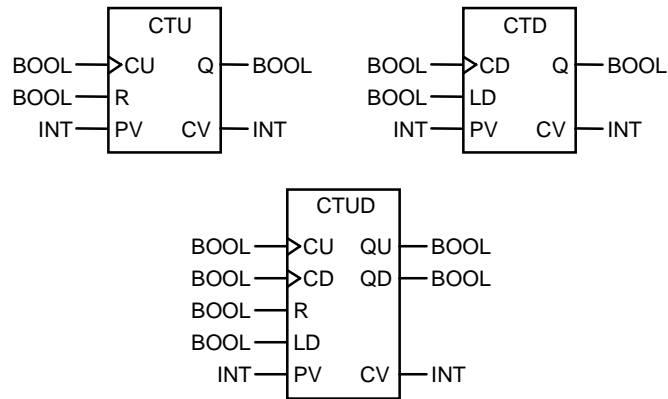 CTU
BOOL CU Q BOOL
BOOL R
INT PV CV INT
CTD
BOOL CD Q BOOL
BOOL LD
INT PV CV INT
CTUD
BOOL CU QU BOOL
BOOL CD QD BOOL
BOOL R
BOOL LD
INT PV CV INT